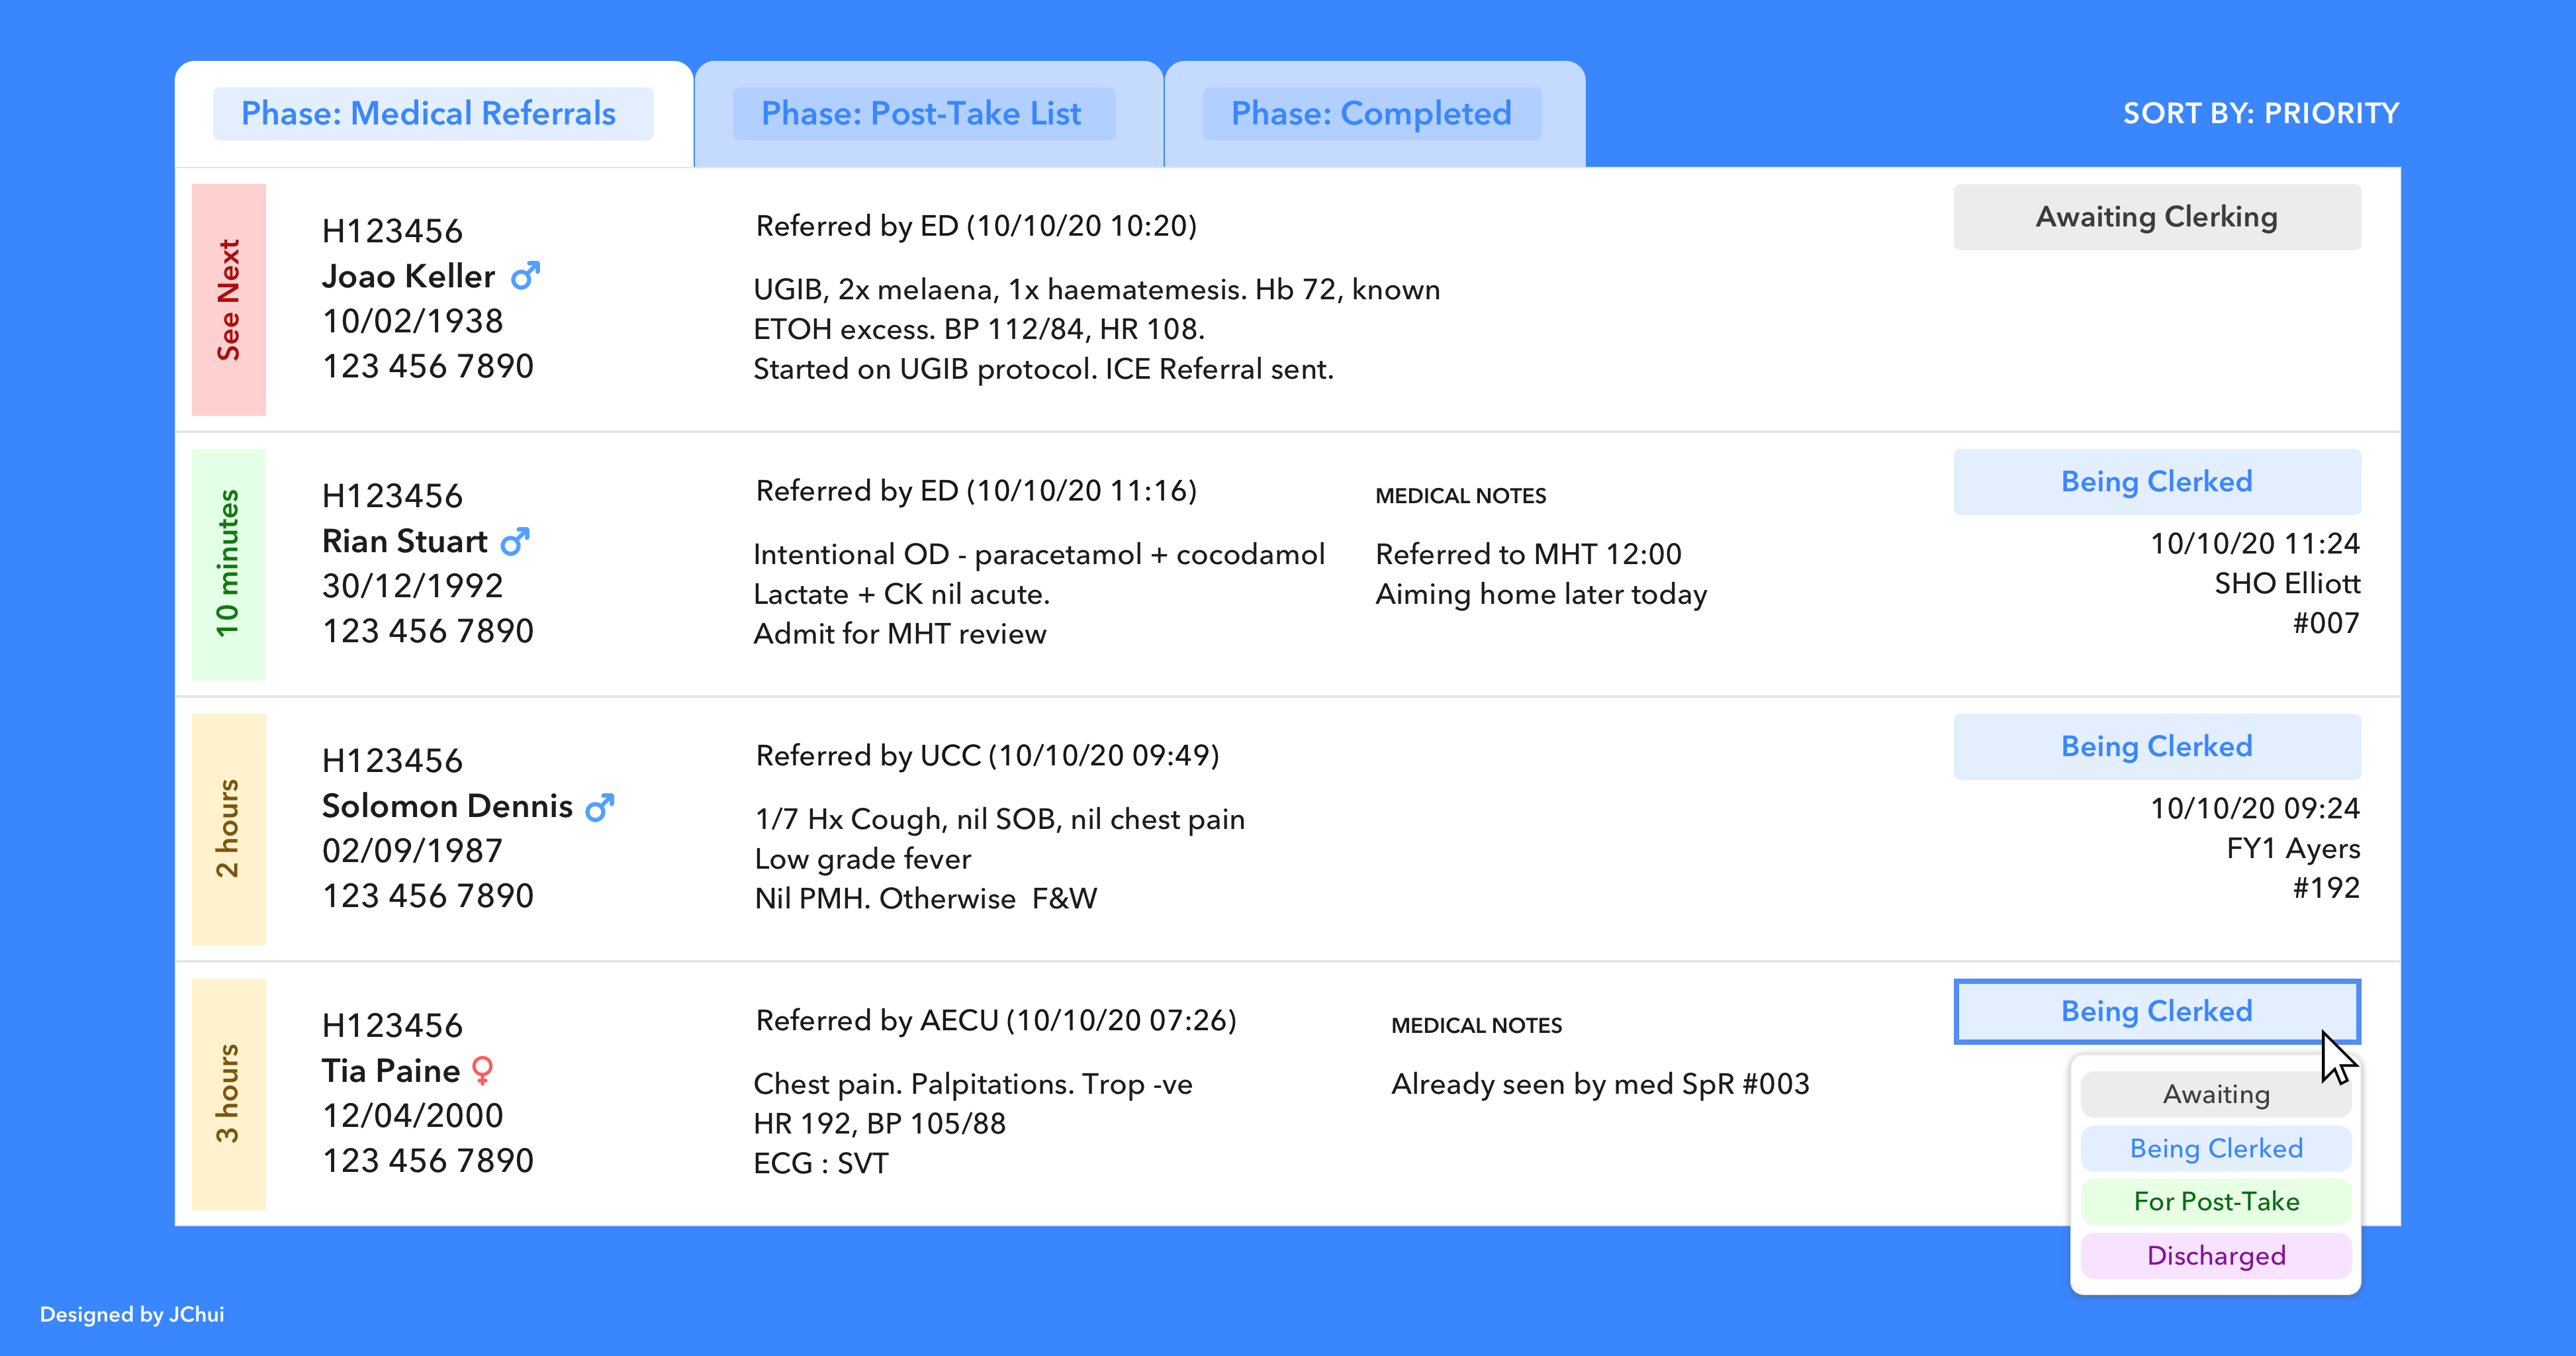 Phase: Medical Referrals
Phase: Post-Take List
Phase: Completed
SORT BY: PRIORITY
See Next
H123456
Joao Keller
10/02/1938
123 456 7890
Referred by ED (10/10/20 10:20)
UGIB, 2x melaena, 1x haematemesis. Hb 72, known
ETOH excess. BP 112/84, HR 108.
Started on UGIB protocol. ICE Referral sent.
Awaiting Clerking
10 minutes
H123456
Rian Stuart
30/12/1992
123 456 7890
Referred by ED (10/10/20 11:16)
Intentional OD - paracetamol + cocodamol
Lactate + CK nil acute.
Admit for MHT review
MEDICAL NOTES
Referred to MHT 12:00
Aiming home later today
Being Clerked
10/10/20 11:24
SHO Elliott
#007
2 hours
H123456
Solomon Dennis
02/09/1987
123 456 7890
Referred by UCC (10/10/20 09:49)
1/7 Hx Cough, nil SOB, nil chest pain
Low grade fever
Nil PMH. Otherwise  F&W
Being Clerked
10/10/20 09:24
FY1 Ayers
#192
3 hours
H123456
Tia Paine
12/04/2000
123 456 7890
Referred by AECU (10/10/20 07:26)
Chest pain. Palpitations. Trop -ve
HR 192, BP 105/88
ECG : SVT
MEDICAL NOTES
Already seen by med SpR #003
Being Clerked
Awaiting
Being Clerked
For Post-Take
Discharged
Designed by JChui